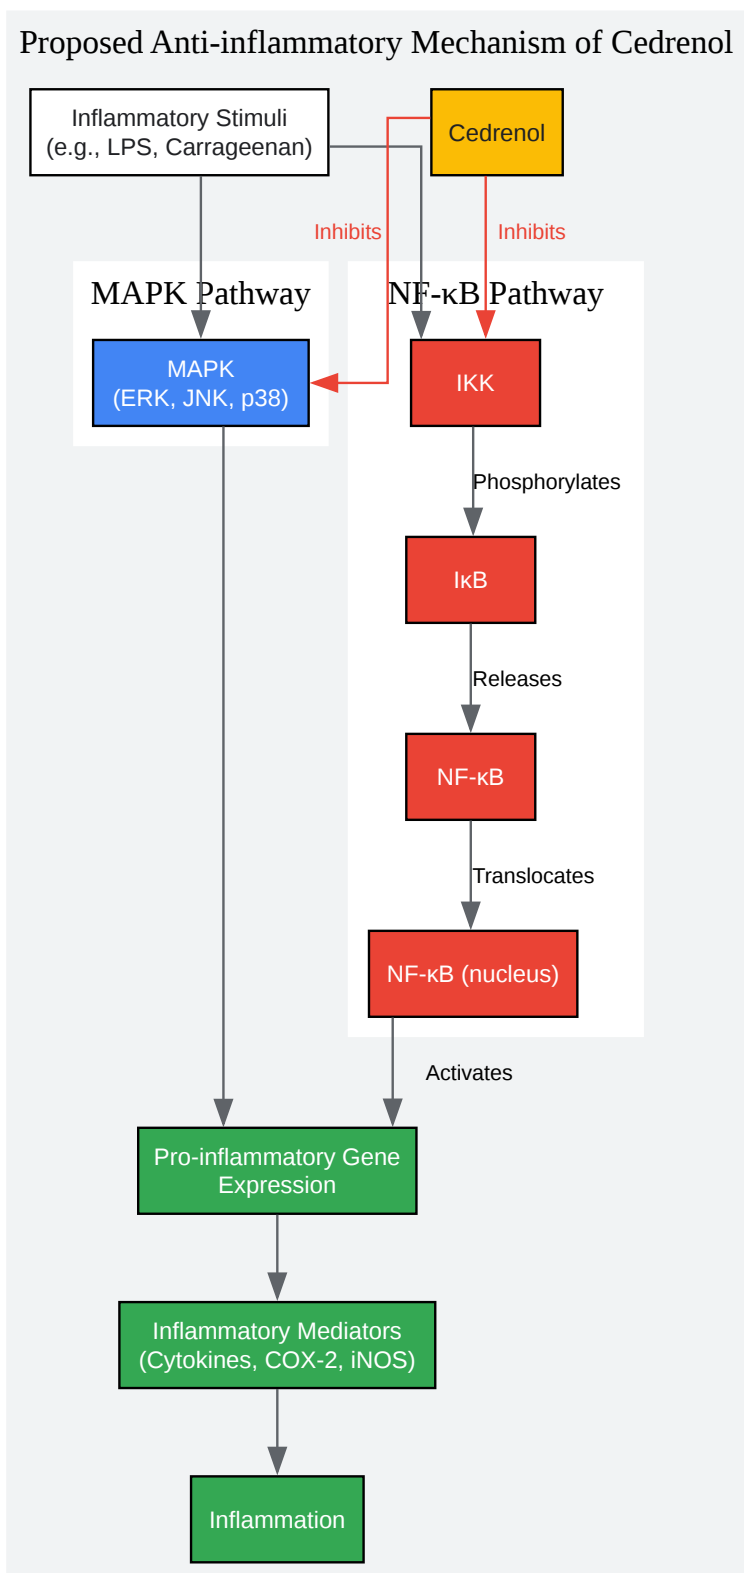 Proposed Anti-inflammatory Mechanism of Cedrenol
Inflammatory Stimuli
(e.g., LPS, Carrageenan)
Cedrenol
Inhibits
Inhibits
MAPK Pathway
NF-κB Pathway
MAPK
(ERK, JNK, p38)
IKK
Phosphorylates
IκB
Releases
NF-κB
Translocates
NF-κB (nucleus)
Activates
Pro-inflammatory Gene
Expression
Inflammatory Mediators
(Cytokines, COX-2, iNOS)
Inflammation